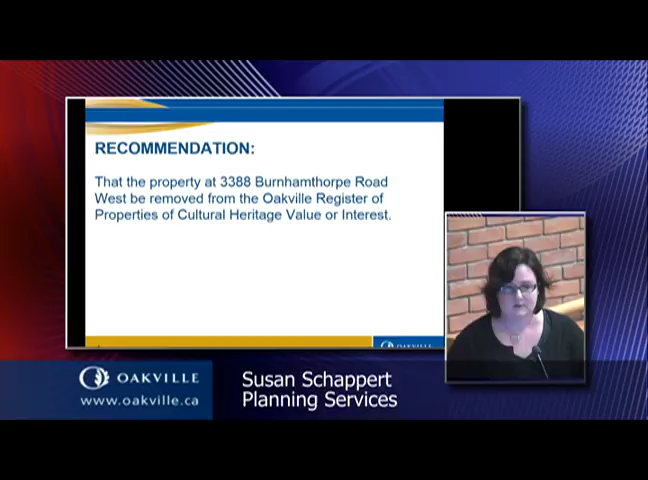 RECOMMENDATION:
That the property at 3388 Burnhamthorpe Road
West be removed from the Oakville Register of
Properties of Cultural Heritage Value or Interest.
OAKVILLE
OAKVILLE
www.oakville.ca
Susan Schappert
Planning Services